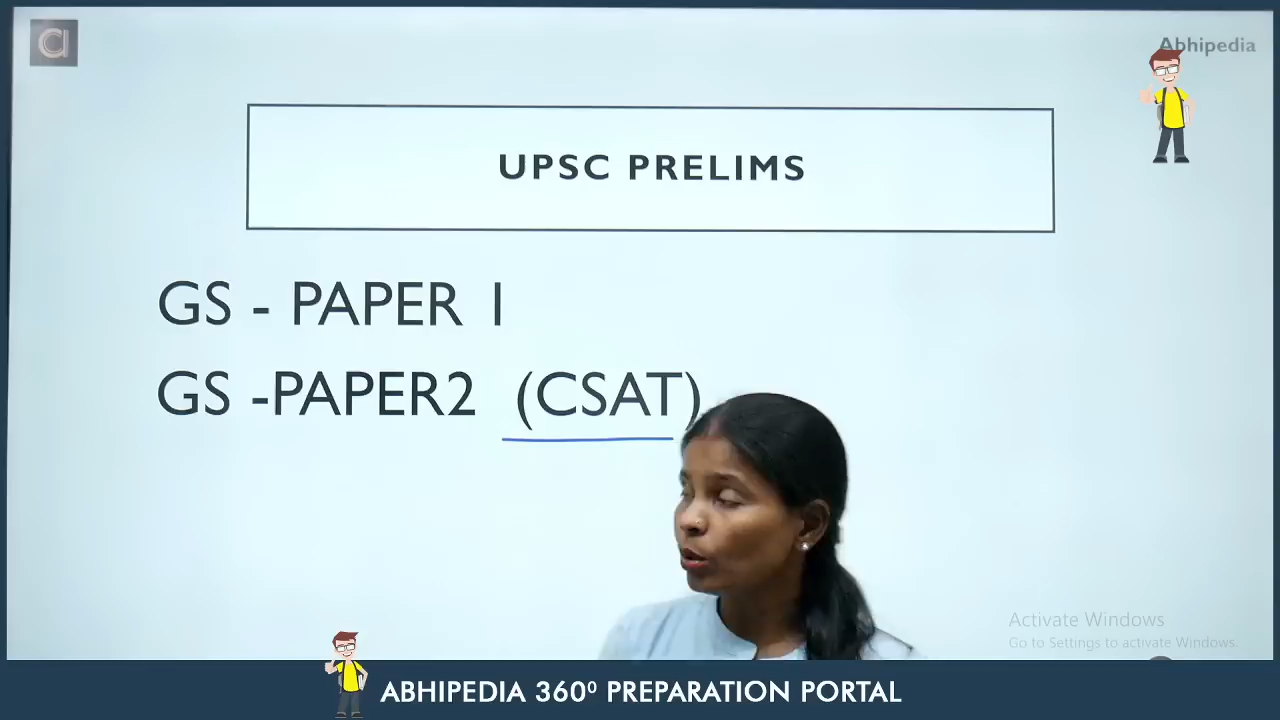 Abhipedia
UPSC PRELIMS
GS - PAPER 1
GS -PAPER2 (CSAT)
Activate Windows
Go to Settings to activate Windows.
ABHIPEDIA 360⁰ PREPARATION PORTAL